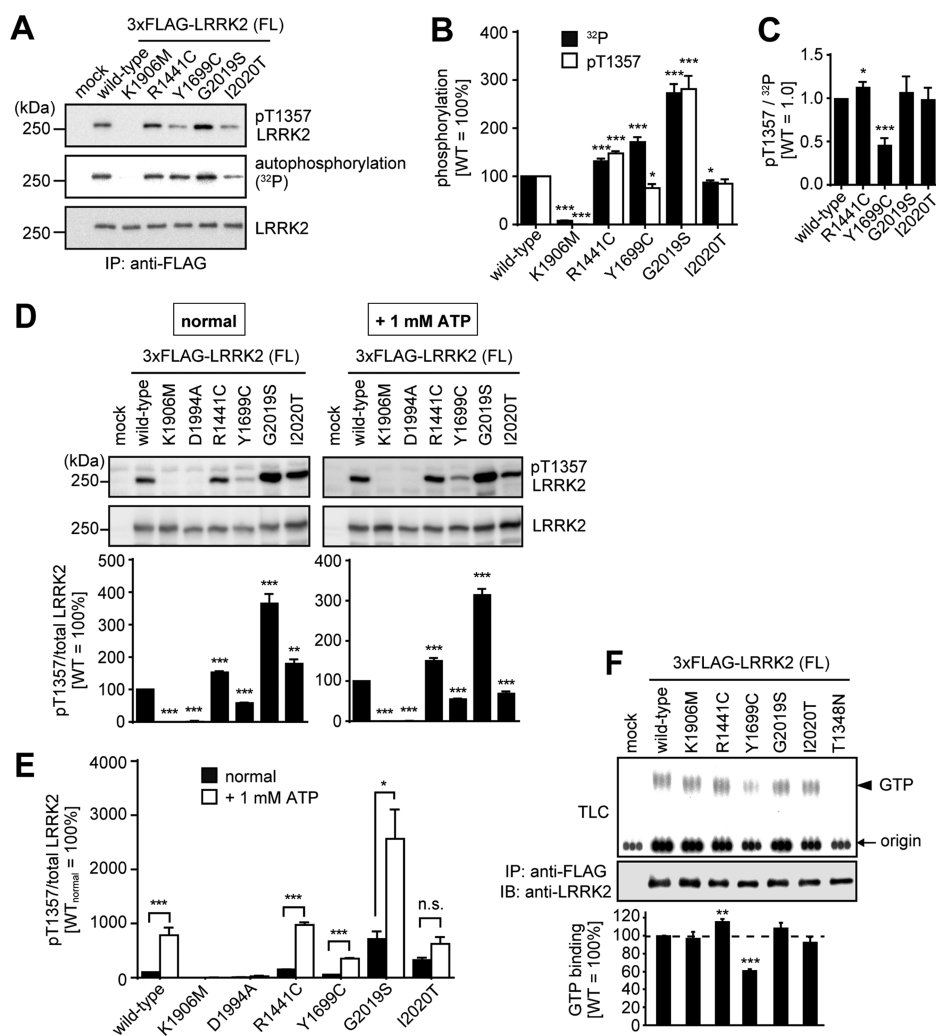 A
3xFLAG-LRRK2 (FL)
mock
wild-type
K1906M
R1441C
Y1699C
G2019S
I2020T
(kDa)
250
pT1357
LRRK2
250
autophosphorylation
(³²P)
250
LRRK2
IP: anti-FLAG
B
³²P
pT1357
phosphorylation
[WT = 100%]
400
300
200
100
0
***
***
***
***
***
*
***
***
*
wild-type
K1906M
R1441C
Y1699C
G2019S
I2020T
C
pT1357 / ³²P
[WT = 1.0]
1.5
1.0
0.5
0.0
*
***
wild-type
R1441C
Y1699C
G2019S
I2020T
D
normal
+ 1 mM ATP
3xFLAG-LRRK2 (FL)
3xFLAG-LRRK2 (FL)
mock
wild-type
K1906M
D1994A
R1441C
Y1699C
G2019S
I2020T
mock
wild-type
K1906M
D1994A
R1441C
Y1699C
G2019S
I2020T
(kDa)
250
pT1357
LRRK2
250
LRRK2
pT1357/total LRRK2
[WT = 100%]
500
400
300
200
100
0
***
***
***
***
***
**
400
300
200
100
0
***
***
***
***
***
***
E
pT1357/total LRRK2
[WTnormal = 100%]
4000
3000
2000
1000
0
normal
+ 1 mM ATP
***
***
***
*
n.s.
wild-type
K1906M
D1994A
R1441C
Y1699C
G2019S
I2020T
F
3xFLAG-LRRK2 (FL)
mock
wild-type
K1906M
R1441C
Y1699C
G2019S
I2020T
T1348N
TLC
GTP
origin
IP: anti-FLAG
IB: anti-LRRK2
GTP binding
[WT = 100%]
120
100
80
60
40
20
0
**
***